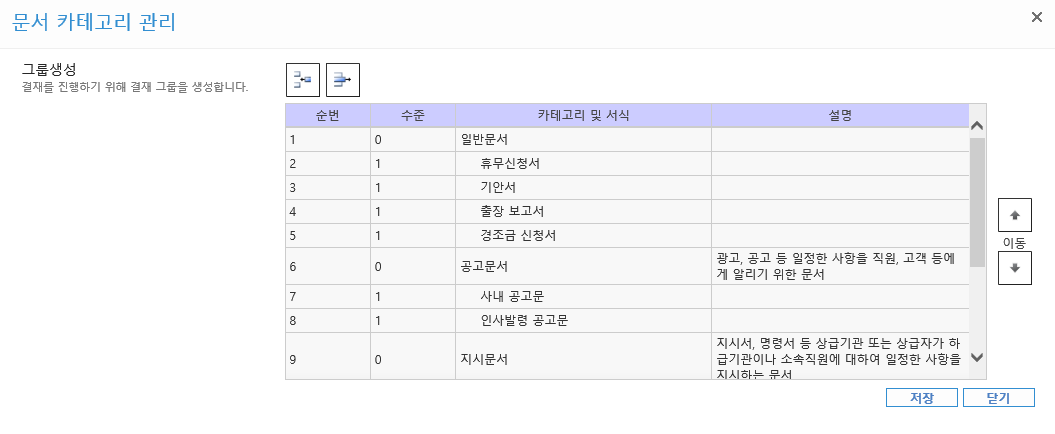 문서 카테고리 관리
그룹생성
결재를 진행하기 위해 결재 그룹을 생성합니다.
순번 수준 카테고리 및 서식 설명
1 0 일반문서
2 1 휴무신청서
3 1 기안서
4 1 출장 보고서
5 1 경조금 신청서
6 0 공고문서 광고, 공고 등 일정한 사항을 직원, 고객 등에
게 알리기 위한 문서
7 1 사내 공고문
8 1 인사발령 공고문
9 0 지시문서 지시서, 명령서 등 상급기관 또는 상급자가 하
급기관이나 소속직원에 대하여 일정한 사항을
지시하는 문서
이동
저장 닫기